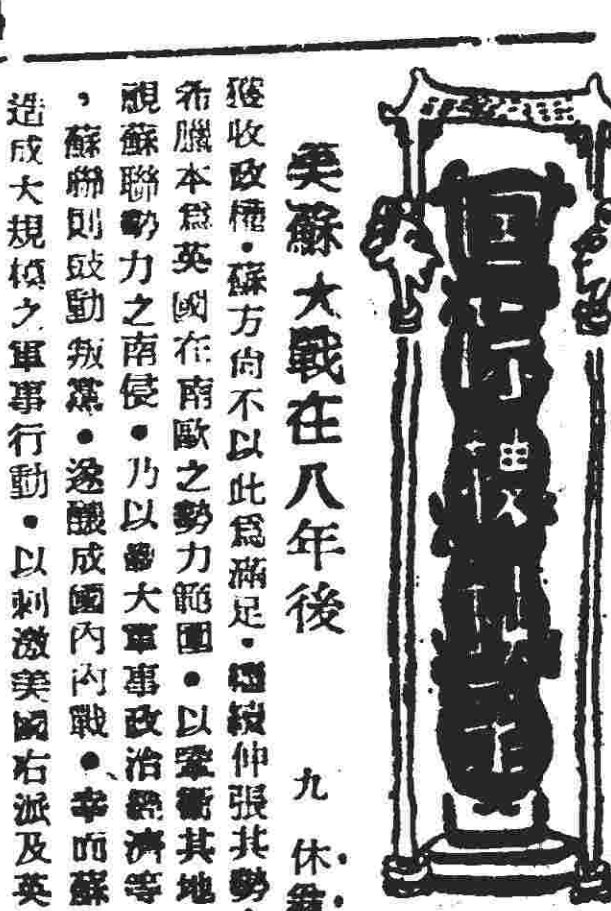 美蘇大戰在八年後
九 休
獲收政權・蘇方尚不以此爲滿足・繼續伸張其勢
希臘本爲英國在南歐之勢力範圍・以鞏衞其地
視蘇聯勢力之南侵・乃以大軍事政治經濟等
，蘇聯則鼓動叛黨・逐釀成國內內戰・幸而蘇
造成大規模之軍事行動・以刺激美國右派及英